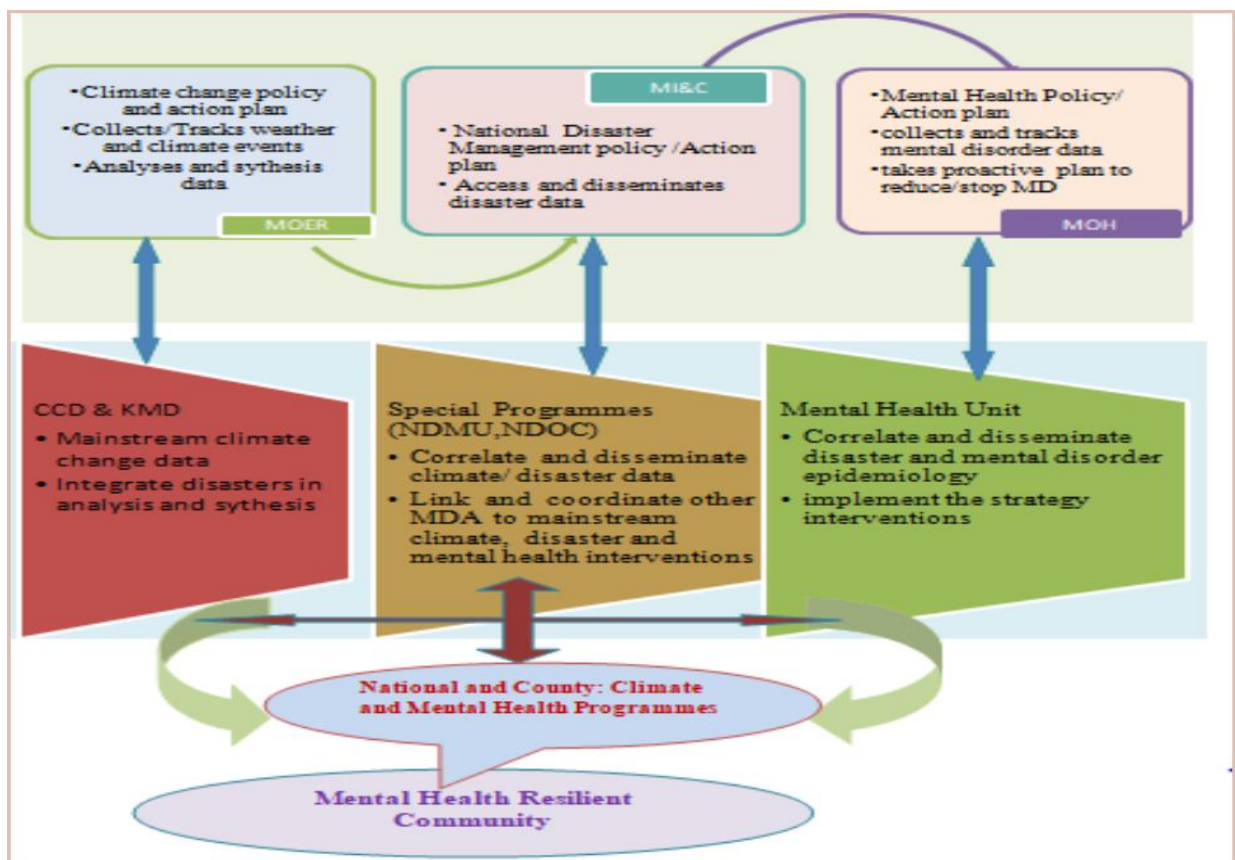 •Climate change policy
and action plan
•Collects/Tracks weather
and climate events
•Analyses and sythesis
data
MOER
MI&C
•National Disaster
Management policy /Action
plan
• Access and disseminates
disaster data
•Mental Health Policy/
Action plan
•collects and tracks
mental disorder data
•takes proactive plan to
reduce/stop MD
MOH
CCD & KMD
• Mainstream climate
change data
• Integrate disasters in
analysis and sythesis
Special Programmes
(NDMU,NDOC)
• Correlate and disseminate
climate/ disaster data
• Link and coordinate other
MDA to mainstream
climate, disaster and
mental health interventions
Mental Health Unit
• Correlate and disseminate
disaster and mental disorder
epidemiology
• implement the strategy
interventions
National and County: Climate
and Mental Health Programmes
Mental Health Resilient
Community